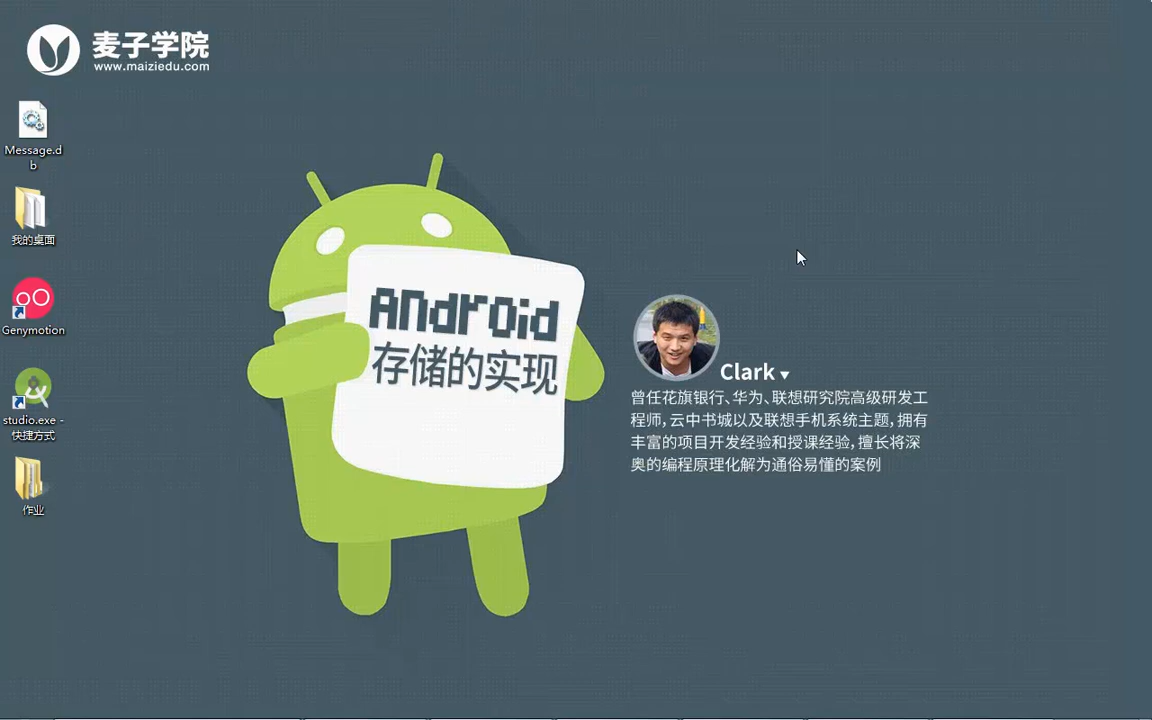 麦子学院
www.maiziedu.com
Message.d
b
我的桌面
Genymotion
studio.exe -
快捷方式
作业
Android
存储的实现
Clark
曾任花旗银行、华为、联想研究院高级研发工
程师,云中书城以及联想手机系统主题,拥有
丰富的项目开发经验和授课经验,擅长将深
奥的编程原理化解为通俗易懂的案例